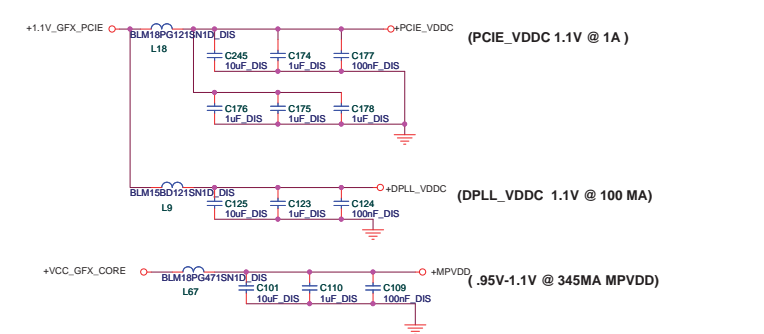 +1.1V_GFX_PCIE
BLM18PG121SN1D_DIS
L18
+PCIE_VDDC
(PCIE_VDDC 1.1V @ 1A )
C245
10uF_DIS
C174
1uF_DIS
C177
100nF_DIS
C176
1uF_DIS
C175
1uF_DIS
C178
1uF_DIS
BLM15BD121SN1D_DIS
L9
+DPLL_VDDC
(DPLL_VDDC 1.1V @ 100 MA)
C125
10uF_DIS
C123
1uF_DIS
C124
100nF_DIS
+VCC_GFX_CORE
BLM18PG471SN1D_DIS
L67
+MPVDD
( .95V-1.1V @ 345MA MPVDD)
C101
10uF_DIS
C110
1uF_DIS
C109
100nF_DIS